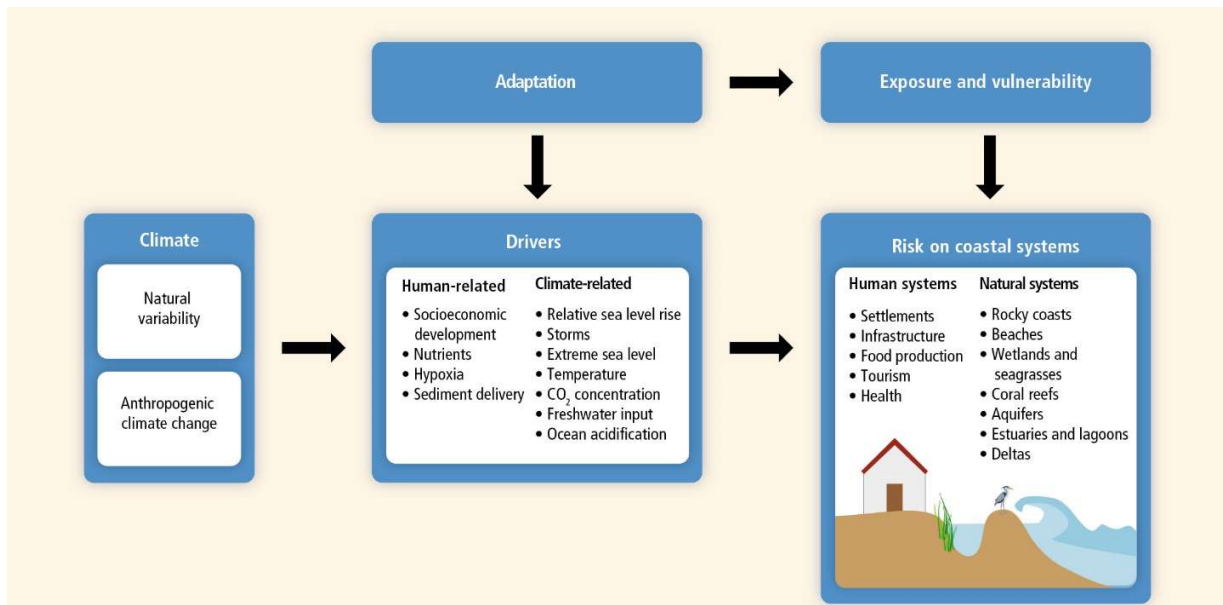 Adaptation
Exposure and vulnerability
Climate
Natural
variability
Anthropogenic
climate change
Drivers
Human-related
• Socioeconomic
development
• Nutrients
• Hypoxia
• Sediment delivery
Climate-related
• Relative sea level rise
• Storms
• Extreme sea level
• Temperature
• CO₂ concentration
• Freshwater input
• Ocean acidification
Risk on coastal systems
Human systems
• Settlements
• Infrastructure
• Food production
• Tourism
• Health
Natural systems
• Rocky coasts
• Beaches
• Wetlands and
seagrasses
• Coral reefs
• Aquifers
• Estuaries and lagoons
• Deltas